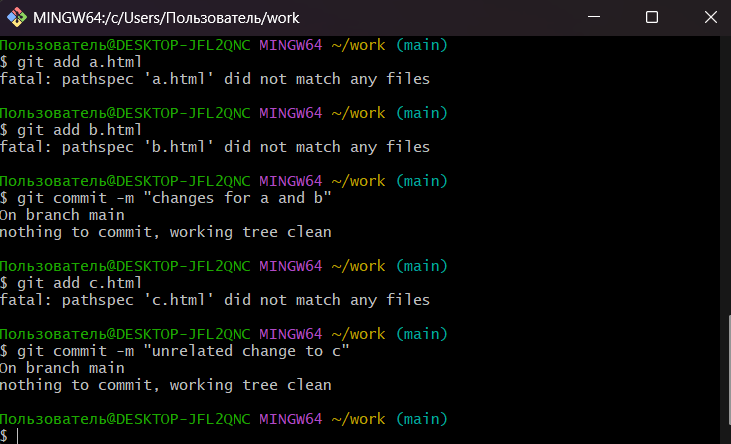 MINGW64:/c/Users/Пользователь/work
Пользователь@DESKTOP-JFL2QNC MINGW64 ~/work (main)
$ git add a.html
fatal: pathspec 'a.html' did not match any files
Пользователь@DESKTOP-JFL2QNC MINGW64 ~/work (main)
$ git add b.html
fatal: pathspec 'b.html' did not match any files
Пользователь@DESKTOP-JFL2QNC MINGW64 ~/work (main)
$ git commit -m "changes for a and b"
On branch main
nothing to commit, working tree clean
Пользователь@DESKTOP-JFL2QNC MINGW64 ~/work (main)
$ git add c.html
fatal: pathspec 'c.html' did not match any files
Пользователь@DESKTOP-JFL2QNC MINGW64 ~/work (main)
$ git commit -m "unrelated change to c"
On branch main
nothing to commit, working tree clean
Пользователь@DESKTOP-JFL2QNC MINGW64 ~/work (main)
$